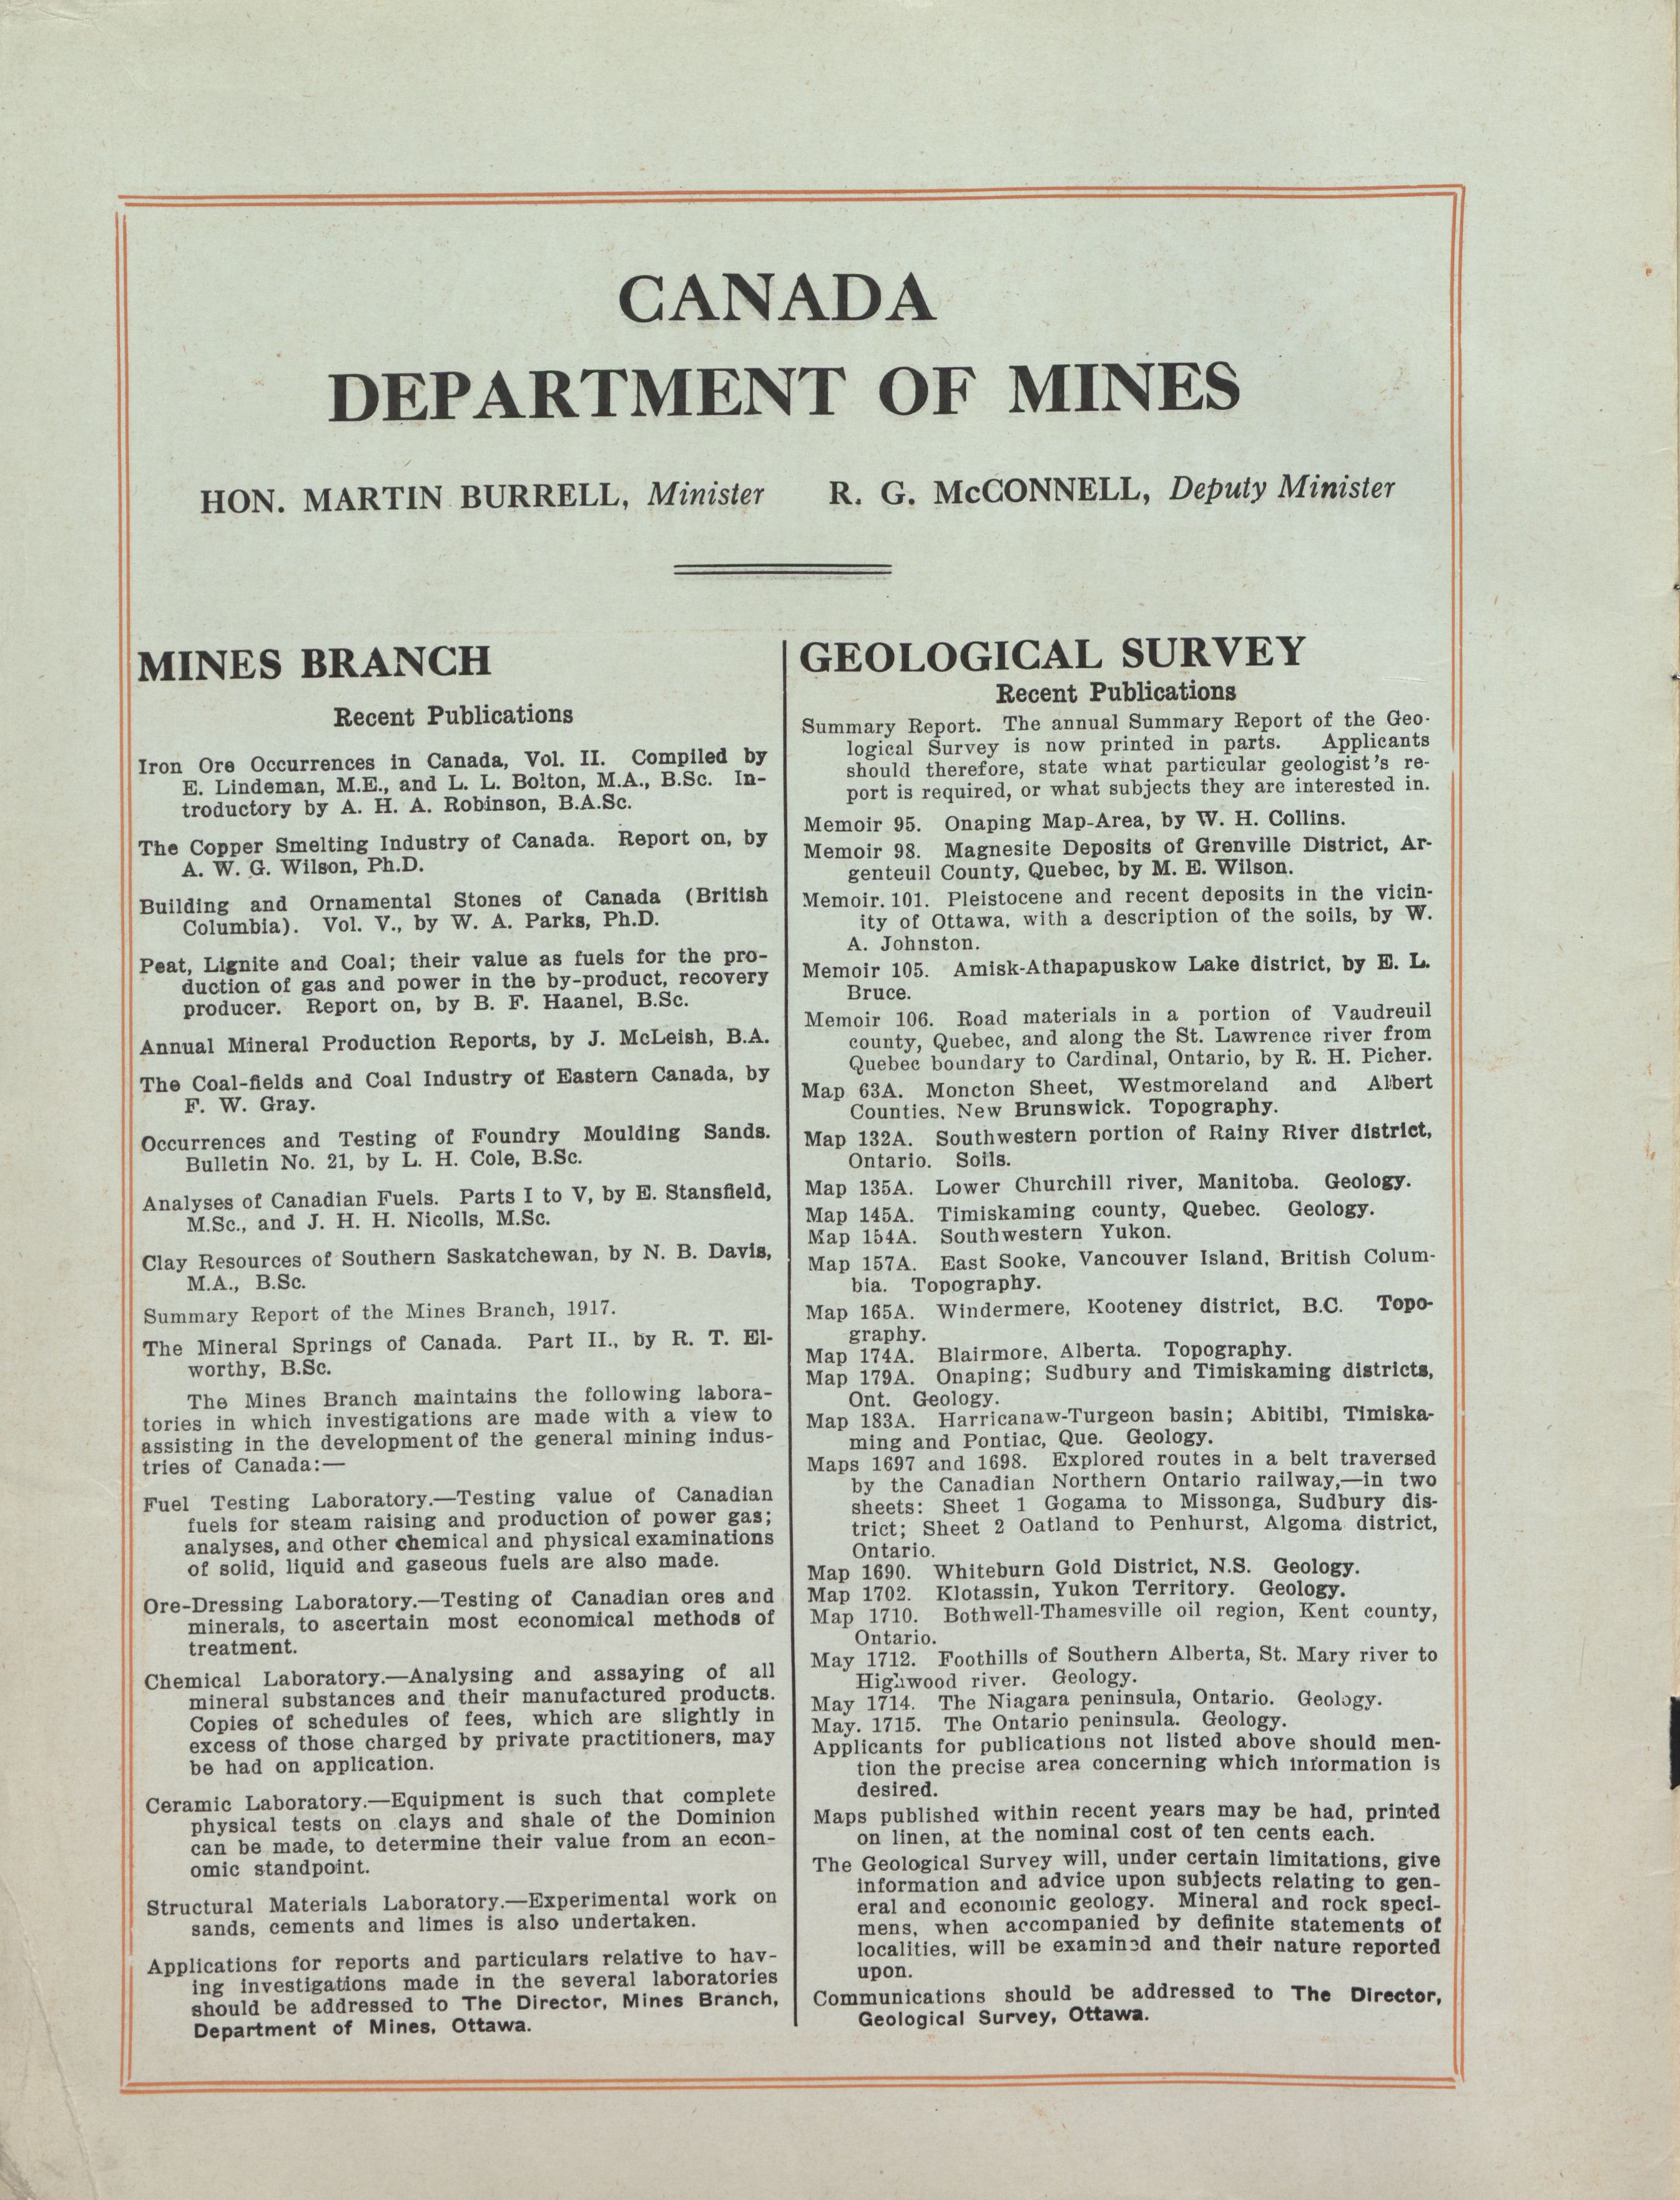 CANADA
DEPARTMENT OF MINES
HON. MARTIN BURRELL, Minister R. G. McCONNELL, Deputy Minister
MINES BRANCH
Recent Publications
Iron Ore Occurrences in Canada, Vol. II. Compiled by
E. Lindeman, M.E., and L. L. Bolton, M.A., B.Sc. In-
troductory by A. H. A. Robinson, B.A.Sc.
The Copper Smelting Industry of Canada. Report on, by
A. W. G. Wilson, Ph.D.
Building and Ornamental Stones of Canada (British
Columbia). Vol. V., by W. A. Parks, Ph.D.
Peat, Lignite and Coal; their value as fuels for the pro-
duction of gas and power in the by-product, recovery
producer. Report on, by B. F. Haanel, B.Sc.
Annual Mineral Production Reports, by J. McLeish, B.A.
The Coal-fields and Coal Industry of Eastern Canada, by
F. W. Gray.
Occurrences and Testing of Foundry Moulding Sands.
Bulletin No. 21, by L. H. Cole, B.Sc.
Analyses of Canadian Fuels. Parts I to V, by E. Stansfield,
M.Sc., and J. H. H. Nicolls, M.Sc.
Clay Resources of Southern Saskatchewan, by N. B. Davis,
M.A., B.Sc.
Summary Report of the Mines Branch, 1917.
The Mineral Springs of Canada. Part II., by R. T. El-
worthy, B.Sc.
The Mines Branch maintains the following labora-
tories in which investigations are made with a view to
assisting in the development of the general mining indus-
tries of Canada:—
Fuel Testing Laboratory.—Testing value of Canadian
fuels for steam raising and production of power gas;
analyses, and other chemical and physical examinations
of solid, liquid and gaseous fuels are also made.
Ore-Dressing Laboratory.—Testing of Canadian ores and
minerals, to ascertain most economical methods of
treatment.
Chemical Laboratory.—Analysing and assaying of all
mineral substances and their manufactured products.
Copies of schedules of fees, which are slightly in
excess of those charged by private practitioners, may
be had on application.
Ceramic Laboratory.—Equipment is such that complete
physical tests on clays and shale of the Dominion
can be made, to determine their value from an econ-
omic standpoint.
Structural Materials Laboratory.—Experimental work on
sands, cements and limes is also undertaken.
Applications for reports and particulars relative to hav-
ing investigations made in the several laboratories
should be addressed to The Director, Mines Branch,
Department of Mines, Ottawa.
GEOLOGICAL SURVEY
Recent Publications
Summary Report. The annual Summary Report of the Geo-
logical Survey is now printed in parts. Applicants
should therefore, state what particular geologist's re-
port is required, or what subjects they are interested in.
Memoir 95. Onaping Map-Area, by W. H. Collins.
Memoir 98. Magnesite Deposits of Grenville District, Ar-
genteuil County, Quebec, by M. E. Wilson.
Memoir. 101. Pleistocene and recent deposits in the vicin-
ity of Ottawa, with a description of the soils, by W.
A. Johnston.
Memoir 105. Amisk-Athapapuskow Lake district, by E. L.
Bruce.
Memoir 106. Road materials in a portion of Vaudreuil
county, Quebec, and along the St. Lawrence river from
Quebec boundary to Cardinal, Ontario, by R. H. Picher.
Map 63A. Moncton Sheet, Westmoreland and Albert
Counties, New Brunswick. Topography.
Map 132A. Southwestern portion of Rainy River district,
Ontario. Soils.
Map 135A. Lower Churchill river, Manitoba. Geology.
Map 145A. Timiskaming county, Quebec. Geology.
Map 154A. Southwestern Yukon.
Map 157A. East Sooke, Vancouver Island, British Colum-
bia. Topography.
Map 165A. Windermere, Kooteney district, B.C. Topo-
graphy.
Map 174A. Blairmore, Alberta. Topography.
Map 179A. Onaping; Sudbury and Timiskaming districts,
Ont. Geology.
Map 183A. Harricanaw-Turgeon basin; Abitibi, Timiska-
ming and Pontiac, Que. Geology.
Maps 1697 and 1698. Explored routes in a belt traversed
by the Canadian Northern Ontario railway,—in two
sheets: Sheet 1 Gogama to Missonga, Sudbury dis-
trict; Sheet 2 Oatland to Penhurst, Algoma district,
Ontario.
Map 1690. Whiteburn Gold District, N.S. Geology.
Map 1702. Klotassin, Yukon Territory. Geology.
Map 1710. Bothwell-Thamesville oil region, Kent county,
Ontario.
May 1712. Foothills of Southern Alberta, St. Mary river to
Highwood river. Geology.
May 1714. The Niagara peninsula, Ontario. Geology.
May. 1715. The Ontario peninsula. Geology.
Applicants for publications not listed above should men-
tion the precise area concerning which information is
desired.
Maps published within recent years may be had, printed
on linen, at the nominal cost of ten cents each.
The Geological Survey will, under certain limitations, give
information and advice upon subjects relating to gen-
eral and economic geology. Mineral and rock speci-
mens, when accompanied by definite statements of
localities, will be examined and their nature reported
upon.
Communications should be addressed to The Director,
Geological Survey, Ottawa.